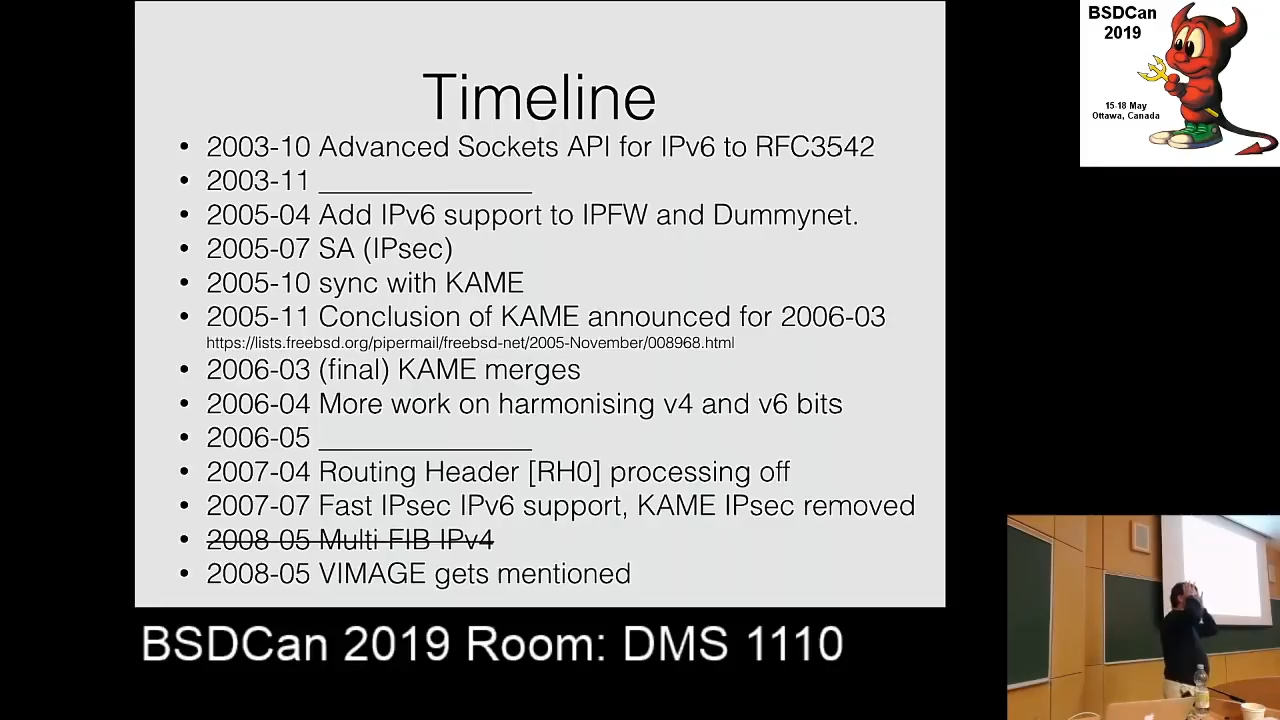 Timeline
• 2003-10 Advanced Sockets API for IPv6 to RFC3542
• 2003-11 _______________
• 2005-04 Add IPv6 support to IPFW and Dummynet.
• 2005-07 SA (IPsec)
• 2005-10 sync with KAME
• 2005-11 Conclusion of KAME announced for 2006-03
https://lists.freebsd.org/pipermail/freebsd-net/2005-November/008968.html
• 2006-03 (final) KAME merges
• 2006-04 More work on harmonising v4 and v6 bits
• 2006-05 _______________
• 2007-04 Routing Header [RH0] processing off
• 2007-07 Fast IPsec IPv6 support, KAME IPsec removed
• 2008-05 Multi FIB IPv4
• 2008-05 VIMAGE gets mentioned
BSDCan 2019 Room: DMS 1110
BSDCan
2019
15-18 May
Ottawa, Canada